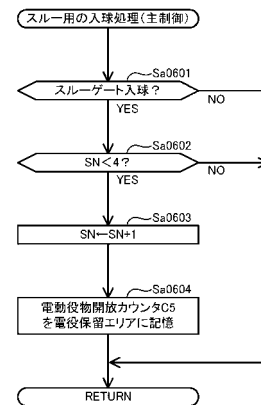 スルー用の入球処理(主制御)
Sa0601
スルーゲート入球?
NO
YES
Sa0602
SN<4?
NO
YES
Sa0603
SN←SN+1
Sa0604
電動役物開放カウンタC5
を電役保留エリアに記憶
RETURN